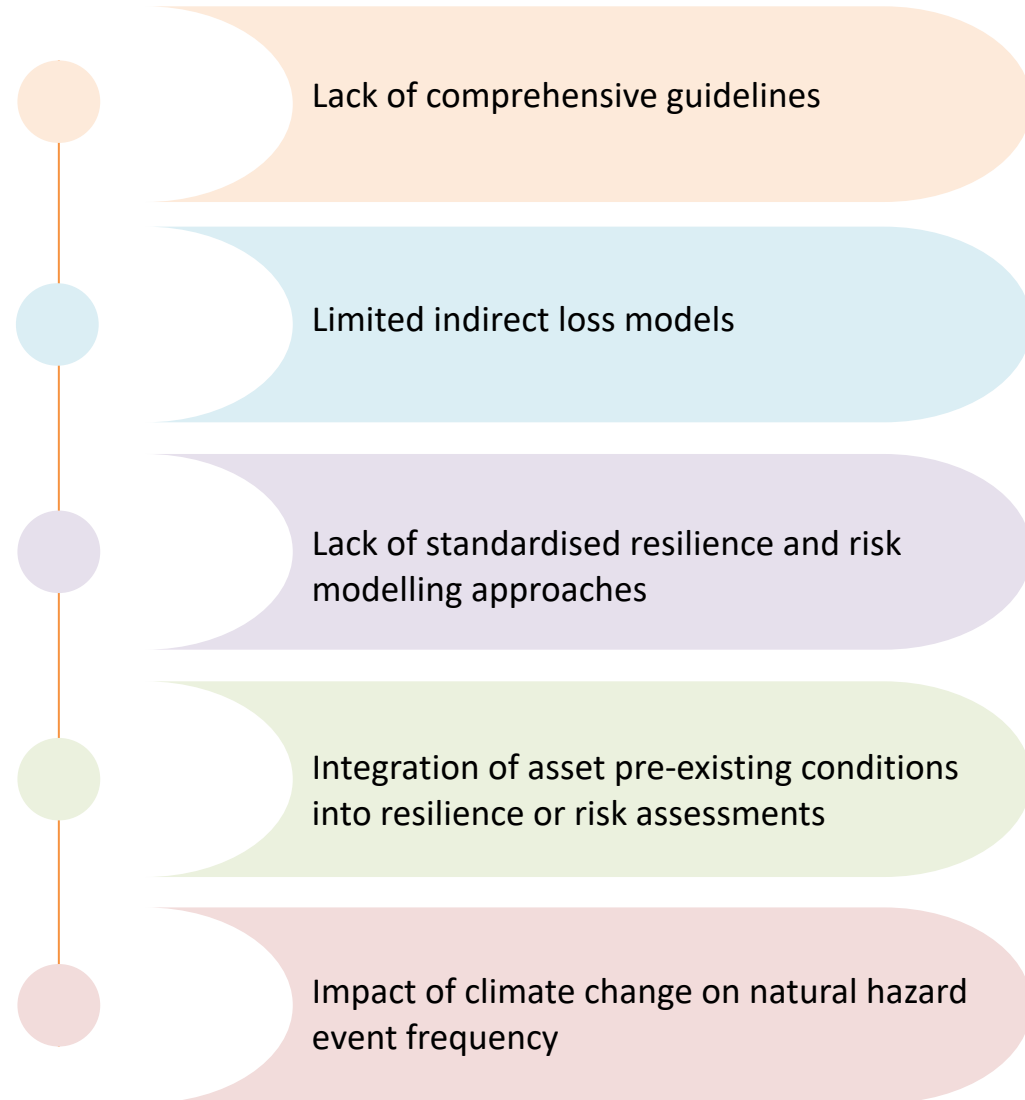 Lack of comprehensive guidelines
Limited indirect loss models
Lack of standardised resilience and risk
modelling approaches
Integration of asset pre-existing conditions
into resilience or risk assessments
Impact of climate change on natural hazard
event frequency